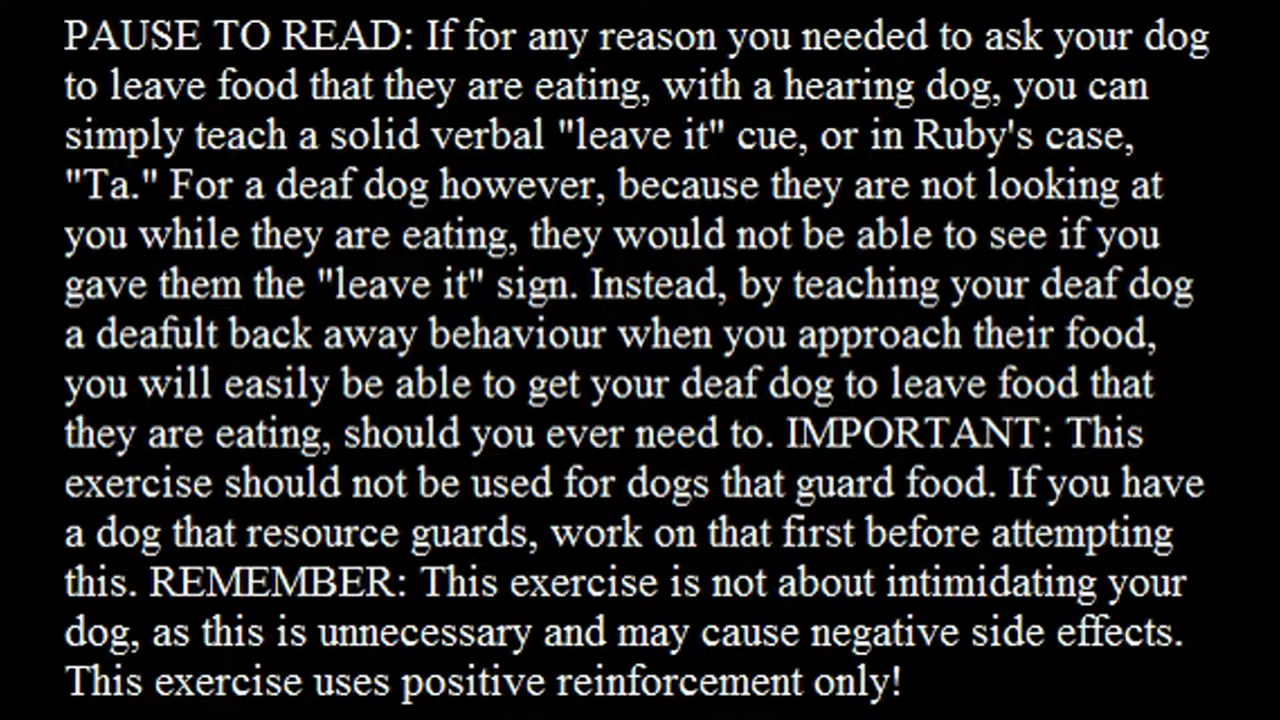 PAUSE TO READ: If for any reason you needed to ask your dog
to leave food that they are eating, with a hearing dog, you can
simply teach a solid verbal "leave it" cue, or in Ruby's case,
"Ta." For a deaf dog however, because they are not looking at
you while they are eating, they would not be able to see if you
gave them the "leave it" sign. Instead, by teaching your deaf dog
a deafult back away behaviour when you approach their food,
you will easily be able to get your deaf dog to leave food that
they are eating, should you ever need to. IMPORTANT: This
exercise should not be used for dogs that guard food. If you have
a dog that resource guards, work on that first before attempting
this. REMEMBER: This exercise is not about intimidating your
dog, as this is unnecessary and may cause negative side effects.
This exercise uses positive reinforcement only!